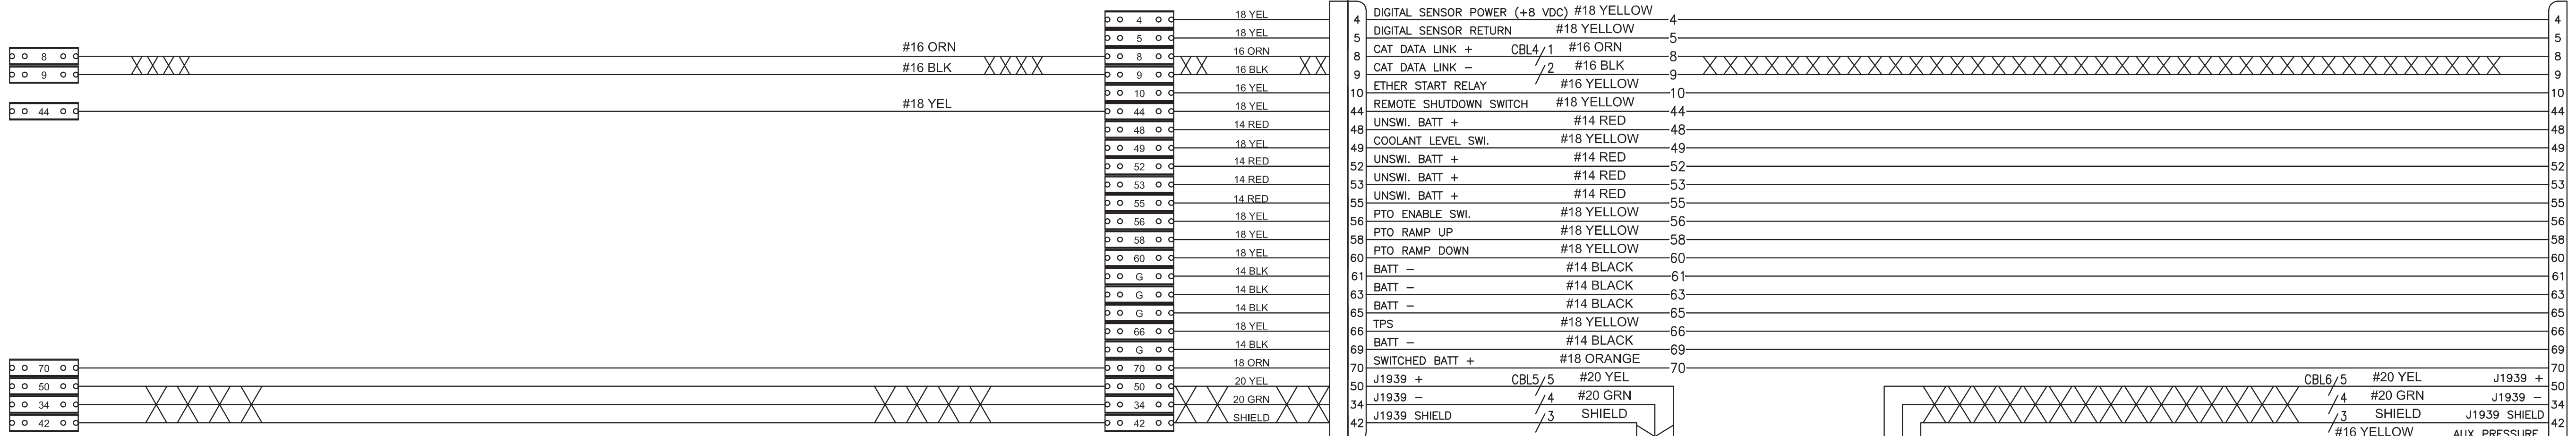 4 18 YEL 4 DIGITAL SENSOR POWER (+8 VDC) #18 YELLOW 4 4
5 18 YEL 5 DIGITAL SENSOR RETURN #18 YELLOW 5 5
8 #16 ORN 8 16 ORN 8 CAT DATA LINK + CBL4/1 #16 ORN 8 8
9 #16 BLK 9 16 BLK 9 CAT DATA LINK - /2 #16 BLK 9 9
10 16 YEL 10 ETHER START RELAY #16 YELLOW 10 10
44 #18 YEL 44 18 YEL 44 REMOTE SHUTDOWN SWITCH #18 YELLOW 44 44
48 14 RED 48 UNSWI. BATT + #14 RED 48 48
49 18 YEL 49 COOLANT LEVEL SWI. #18 YELLOW 49 49
52 14 RED 52 UNSWI. BATT + #14 RED 52 52
53 14 RED 53 UNSWI. BATT + #14 RED 53 53
55 14 RED 55 UNSWI. BATT + #14 RED 55 55
56 18 YEL 56 PTO ENABLE SWI. #18 YELLOW 56 56
58 18 YEL 58 PTO RAMP UP #18 YELLOW 58 58
60 18 YEL 60 PTO RAMP DOWN #18 YELLOW 60 60
G 14 BLK 61 BATT - #14 BLACK 61 61
G 14 BLK 63 BATT - #14 BLACK 63 63
G 14 BLK 65 BATT - #14 BLACK 65 65
66 18 YEL 66 TPS #18 YELLOW 66 66
G 14 BLK 69 BATT - #14 BLACK 69 69
70 70 18 ORN 70 SWITCHED BATT + #18 ORANGE 70 70
50 50 20 YEL 50 J1939 + CBL5/5 #20 YEL CBL6/5 #20 YEL J1939 + 50
34 34 20 GRN 34 J1939 - /4 #20 GRN /4 #20 GRN J1939 - 34
42 42 SHIELD 42 J1939 SHIELD /3 SHIELD /3 SHIELD J1939 SHIELD 42
#16 YELLOW AUX PRESSURE